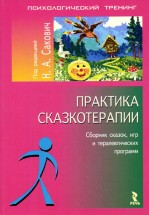 ПСИХОЛОГИЧЕСКИЙ ТРЕНИНГ
Под редакцией
Н. А. Сакович
ПРАКТИКА
СКАЗКОТЕРАПИИ
Сборник сказок, игр
и терапевтических
программ
РЕЧЬ